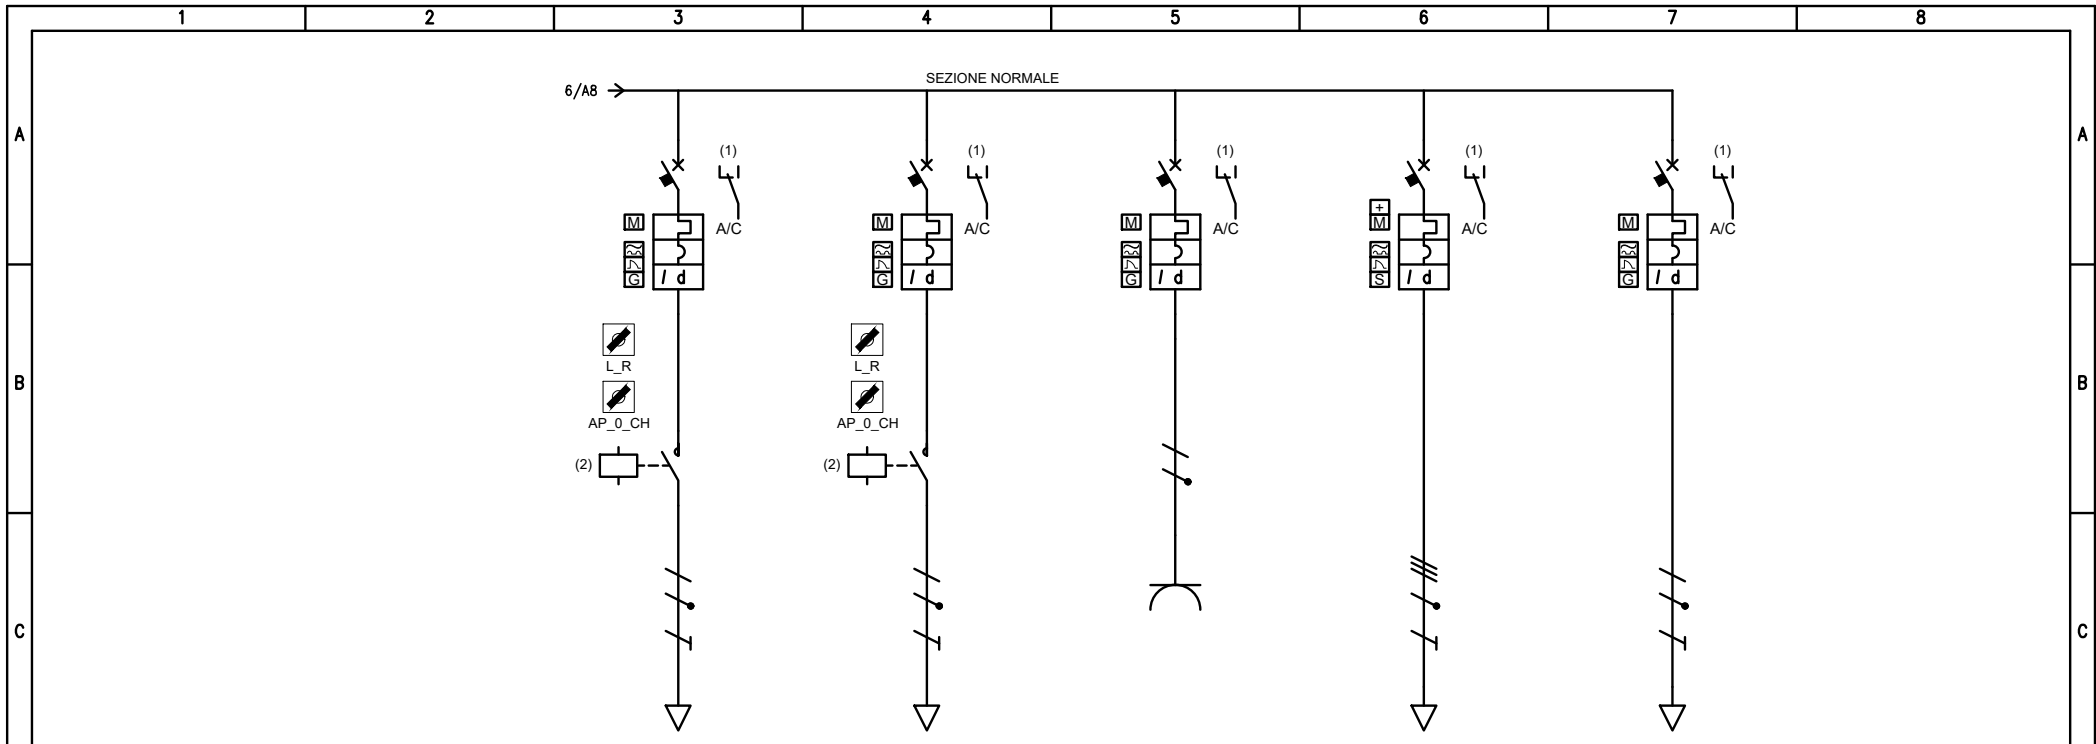 1 2 3 4 5 6 7 8
SEZIONE NORMALE
6/A8
A A
(1) (1) (1) (1) (1)
+
M M M M M
A/C A/C A/C A/C A/C
G I d G I d G I d S I d G I d
L_R L_R
B B
AP_0_CH AP_0_CH
(2) (2)
C C